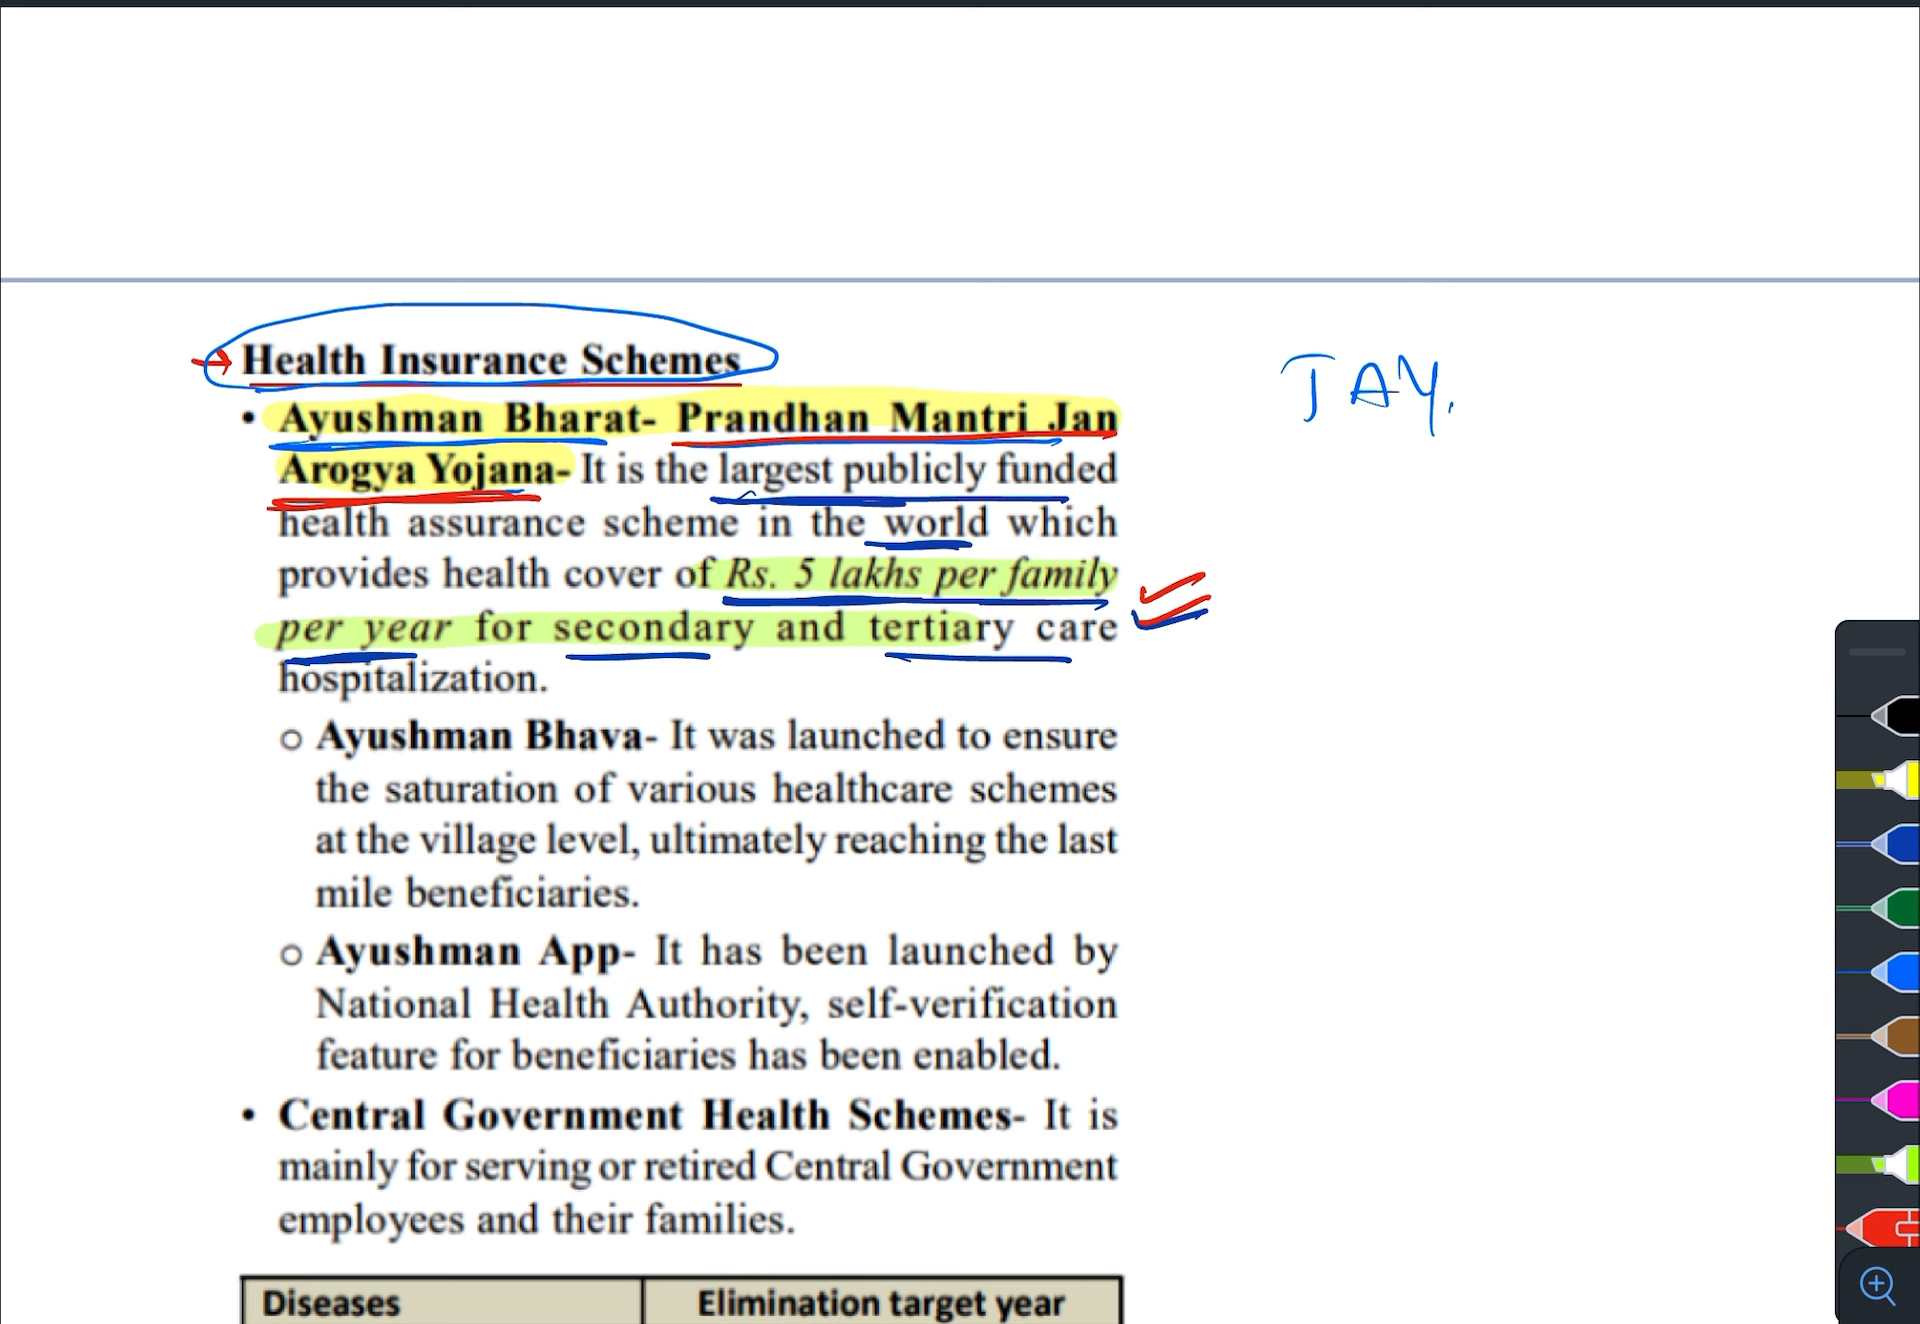 Health Insurance Schemes
JAY.
• Ayushman Bharat- Prandhan Mantri Jan
Arogya Yojana- It is the largest publicly funded
health assurance scheme in the world which
provides health cover of Rs. 5 lakhs per family
per year for secondary and tertiary care
hospitalization.
o Ayushman Bhava- It was launched to ensure
the saturation of various healthcare schemes
at the village level, ultimately reaching the last
mile beneficiaries.
o Ayushman App- It has been launched by
National Health Authority, self-verification
feature for beneficiaries has been enabled.
• Central Government Health Schemes- It is
mainly for serving or retired Central Government
employees and their families.
Diseases Elimination target year